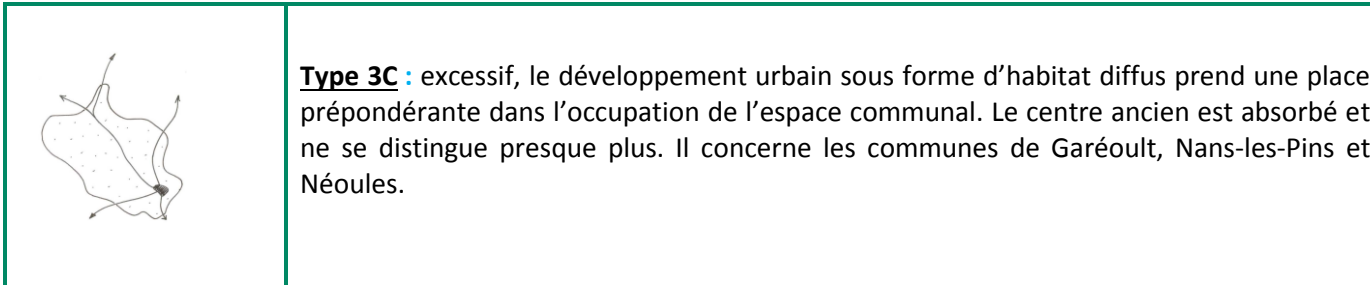 Type 3C : excessif, le développement urbain sous forme d’habitat diffus prend une place
prépondérante dans l’occupation de l’espace communal. Le centre ancien est absorbé et
ne se distingue presque plus. Il concerne les communes de Garéoult, Nans-les-Pins et
Néoules.